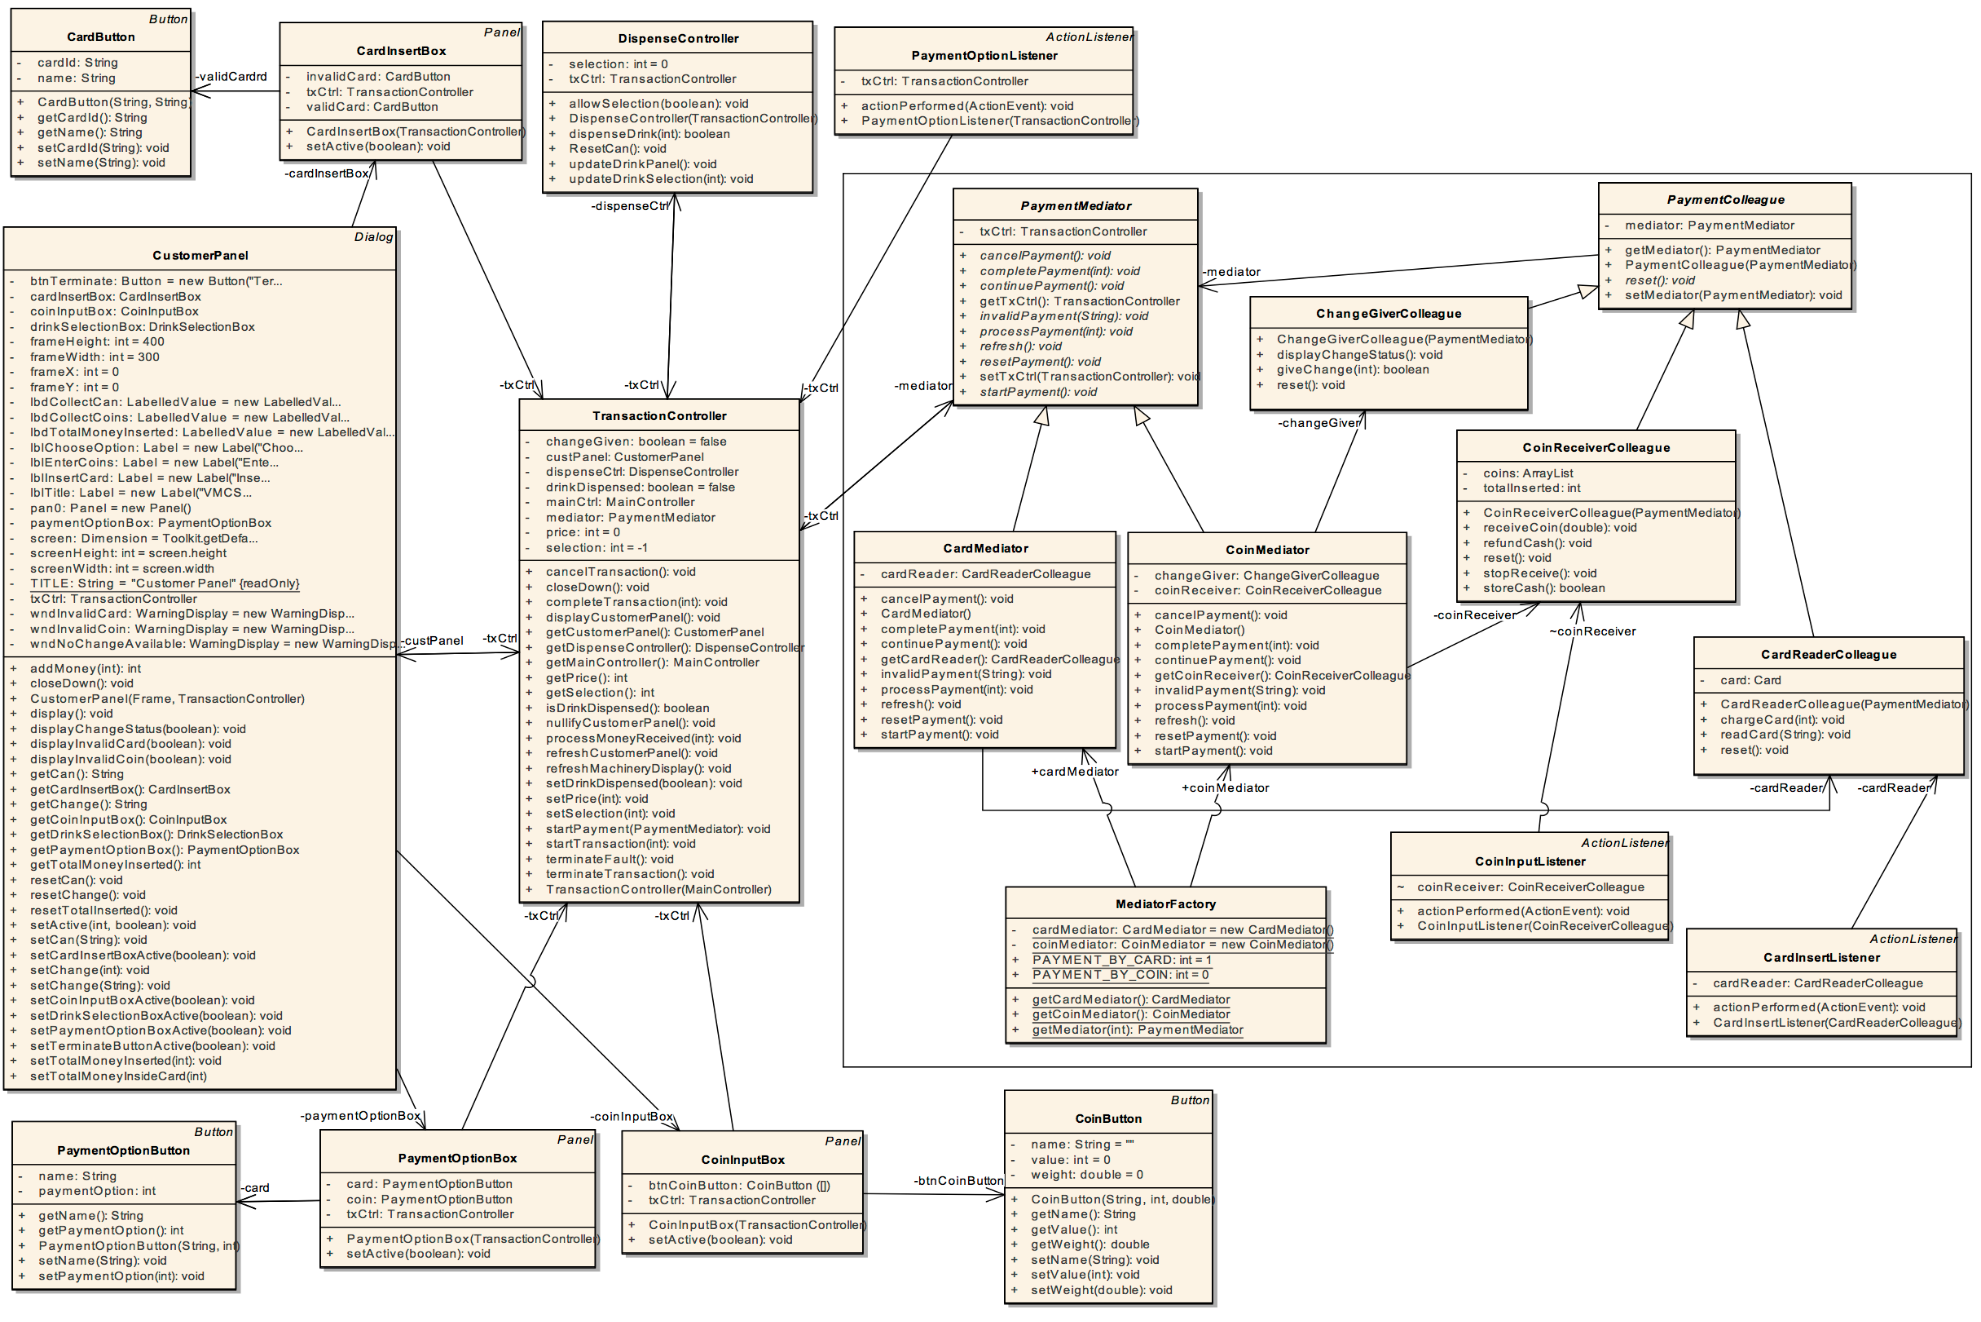 Button
CardButton
- cardId: String
- name: String
+ CardButton(String, String)
+ getCardId(): String
+ getName(): String
+ setCardId(String): void
+ setName(String): void
-validCardrd
Panel
CardInsertBox
- invalidCard: CardButton
- txCtrl: TransactionController
- validCard: CardButton
+ CardInsertBox(TransactionController)
+ setActive(boolean): void
-cardInsertBox
DispenseController
- selection: int = 0
- txCtrl: TransactionController
+ allowSelection(boolean): void
+ DispenseController(TransactionController)
+ dispenseDrink(int): boolean
+ ResetCan(): void
+ updateDrinkPanel(): void
+ updateDrinkSelection(int): void
-dispenseCtrl
ActionListener
PaymentOptionListener
- txCtrl: TransactionController
+ actionPerformed(ActionEvent): void
+ PaymentOptionListener(TransactionController)
Dialog
CustomerPanel
- btnTerminate: Button = new Button("Ter...
- cardInsertBox: CardInsertBox
- coinInputBox: CoinInputBox
- drinkSelectionBox: DrinkSelectionBox
- frameHeight: int = 400
- frameWidth: int = 300
- frameX: int = 0
- frameY: int = 0
- lbdCollectCan: LabelledValue = new LabelledVal...
- lbdCollectCoins: LabelledValue = new LabelledVal...
- lbdTotalMoneyInserted: LabelledValue = new LabelledVal...
- lblChooseOption: Label = new Label("Choo...
- lblEnterCoins: Label = new Label("Ente...
- lblInsertCard: Label = new Label("Inse...
- lblTitle: Label = new Label("VMCS...
- pan0: Panel = new Panel()
- paymentOptionBox: PaymentOptionBox
- screen: Dimension = Toolkit.getDefa...
- screenHeight: int = screen.height
- screenWidth: int = screen.width
- TITLE: String = "Customer Panel" {readOnly}
- txCtrl: TransactionController
- wndInvalidCard: WarningDisplay = new WarningDisp...
- wndInvalidCoin: WarningDisplay = new WarningDisp...
- wndNoChangeAvailable: WarningDisplay = new WarningDisp...
+ addMoney(int): int
+ closeDown(): void
+ CustomerPanel(Frame, TransactionController)
+ display(): void
+ displayChangeStatus(boolean): void
+ displayInvalidCard(boolean): void
+ displayInvalidCoin(boolean): void
+ getCan(): String
+ getCardInsertBox(): CardInsertBox
+ getChange(): String
+ getCoinInputBox(): CoinInputBox
+ getDrinkSelectionBox(): DrinkSelectionBox
+ getPaymentOptionBox(): PaymentOptionBox
+ getTotalMoneyInserted(): int
+ resetCan(): void
+ resetChange(): void
+ resetTotalInserted(): void
+ setActive(int, boolean): void
+ setCan(String): void
+ setCardInsertBoxActive(boolean): void
+ setChange(int): void
+ setChange(String): void
+ setCoinInputBoxActive(boolean): void
+ setDrinkSelectionBoxActive(boolean): void
+ setPaymentOptionBoxActive(boolean): void
+ setTerminateButtonActive(boolean): void
+ setTotalMoneyInserted(int): void
+ setTotalMoneyInsideCard(int)
-custPanel
-txCtrl
-txCtrl
-txCtrl
-txCtrl
-txCtrl
-mediator
TransactionController
- changeGiven: boolean = false
- custPanel: CustomerPanel
- dispenseCtrl: DispenseController
- drinkDispensed: boolean = false
- mainCtrl: MainController
- mediator: PaymentMediator
- price: int = 0
- selection: int = -1
+ cancelTransaction(): void
+ closeDown(): void
+ completeTransaction(int): void
+ displayCustomerPanel(): void
+ getCustomerPanel(): CustomerPanel
+ getDispenseController(): DispenseController
+ getMainController(): MainController
+ getPrice(): int
+ getSelection(): int
+ isDrinkDispensed(): boolean
+ nullifyCustomerPanel(): void
+ processMoneyReceived(int): void
+ refreshCustomerPanel(): void
+ refreshMachineryDisplay(): void
+ setDrinkDispensed(boolean): void
+ setPrice(int): void
+ setSelection(int): void
+ startPayment(PaymentMediator): void
+ startTransaction(int): void
+ terminateFault(): void
+ terminateTransaction(): void
+ TransactionController(MainController)
-txCtrl
-txCtrl
PaymentMediator
- txCtrl: TransactionController
+ cancelPayment(): void
+ completePayment(int): void
+ continuePayment(): void
+ getTxCtrl(): TransactionController
+ invalidPayment(String): void
+ processPayment(int): void
+ refresh(): void
+ resetPayment(): void
+ setTxCtrl(TransactionController): void
+ startPayment(): void
-mediator
PaymentColleague
- mediator: PaymentMediator
+ getMediator(): PaymentMediator
+ PaymentColleague(PaymentMediator)
+ reset(): void
+ setMediator(PaymentMediator): void
ChangeGiverColleague
+ ChangeGiverColleague(PaymentMediator)
+ displayChangeStatus(): void
+ giveChange(int): boolean
+ reset(): void
-changeGiver
CoinReceiverColleague
- coins: ArrayList
- totalInserted: int
+ CoinReceiverColleague(PaymentMediator)
+ receiveCoin(double): void
+ refundCash(): void
+ reset(): void
+ stopReceive(): void
+ storeCash(): boolean
-coinReceiver
~coinReceiver
CardMediator
- cardReader: CardReaderColleague
+ cancelPayment(): void
+ CardMediator()
+ completePayment(int): void
+ continuePayment(): void
+ getCardReader(): CardReaderColleague
+ invalidPayment(String): void
+ processPayment(int): void
+ refresh(): void
+ resetPayment(): void
+ startPayment(): void
+cardMediator
CoinMediator
- changeGiver: ChangeGiverColleague
- coinReceiver: CoinReceiverColleague
+ cancelPayment(): void
+ CoinMediator()
+ completePayment(int): void
+ continuePayment(): void
+ getCoinReceiver(): CoinReceiverColleague
+ invalidPayment(String): void
+ processPayment(int): void
+ refresh(): void
+ resetPayment(): void
+ startPayment(): void
+coinMediator
CardReaderColleague
- card: Card
+ CardReaderColleague(PaymentMediator)
+ chargeCard(int): void
+ readCard(String): void
+ reset(): void
-cardReader
-cardReader
MediatorFactory
- cardMediator: CardMediator = new CardMediator()
- coinMediator: CoinMediator = new CoinMediator()
+ PAYMENT_BY_CARD: int = 1
+ PAYMENT_BY_COIN: int = 0
+ getCardMediator(): CardMediator
+ getCoinMediator(): CoinMediator
+ getMediator(int): PaymentMediator
ActionListener
CoinInputListener
~ coinReceiver: CoinReceiverColleague
+ actionPerformed(ActionEvent): void
+ CoinInputListener(CoinReceiverColleague)
ActionListener
CardInsertListener
- cardReader: CardReaderColleague
+ actionPerformed(ActionEvent): void
+ CardInsertListener(CardReaderColleague)
Button
PaymentOptionButton
- name: String
- paymentOption: int
+ getName(): String
+ getPaymentOption(): int
+ PaymentOptionButton(String, int)
+ setName(String): void
+ setPaymentOption(int): void
-card
-paymentOptionBox
Panel
PaymentOptionBox
- card: PaymentOptionButton
- coin: PaymentOptionButton
- txCtrl: TransactionController
+ PaymentOptionBox(TransactionController)
+ setActive(boolean): void
-coinInputBox
Panel
CoinInputBox
- btnCoinButton: CoinButton ([])
- txCtrl: TransactionController
+ CoinInputBox(TransactionController)
+ setActive(boolean): void
-btnCoinButton
Button
CoinButton
- name: String = ""
- value: int = 0
- weight: double = 0
+ CoinButton(String, int, double)
+ getName(): String
+ getValue(): int
+ getWeight(): double
+ setName(String): void
+ setValue(int): void
+ setWeight(double): void